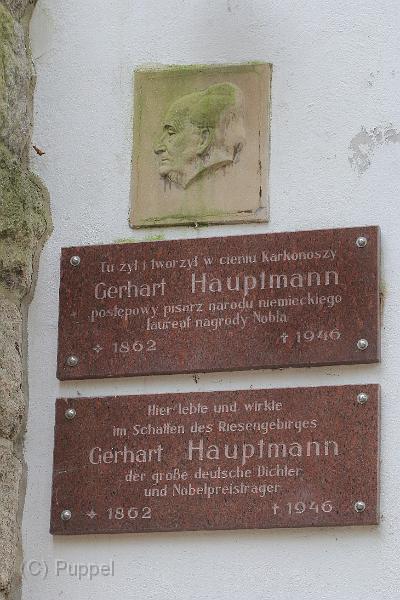 Tu żył i tworzył w cieniu Karkonoszy
Gerhart Hauptmann
postępowy pisarz narodu niemieckiego
laureat nagrody Nobla
✧ 1862 † 1946
Hier lebte und wirkte
im Schatten des Riesengebirges
Gerhart Hauptmann
der große deutsche Dichter
und Nobelpreisträger
✧ 1862 † 1946
(C) Puppel